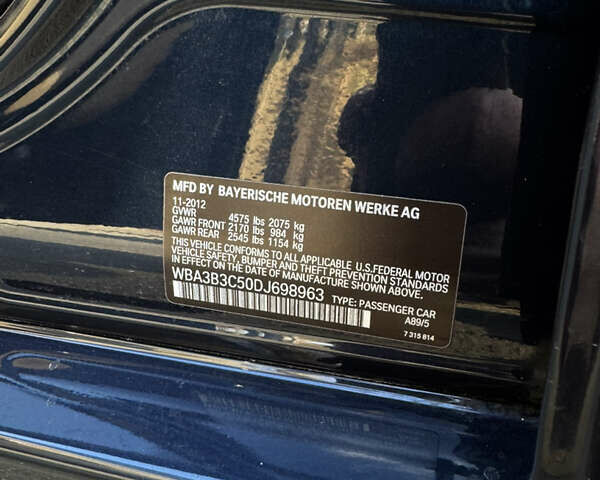 MFD BY BAYERISCHE MOTOREN WERKE AG
11-2012
GVWR 4575 lbs 2075 kg
GAWR FRONT 2170 lbs 984 kg
GAWR REAR 2545 lbs 1154 kg
THIS VEHICLE CONFORMS TO ALL APPLICABLE U.S.FEDERAL MOTOR
VEHICLE SAFETY, BUMPER AND THEFT PREVENTION STANDARDS
IN EFFECT ON THE DATE OF MANUFACTURE SHOWN ABOVE.
WBA3B3C50DJ698963 TYPE: PASSENGER CAR
A89/5
7 315 814